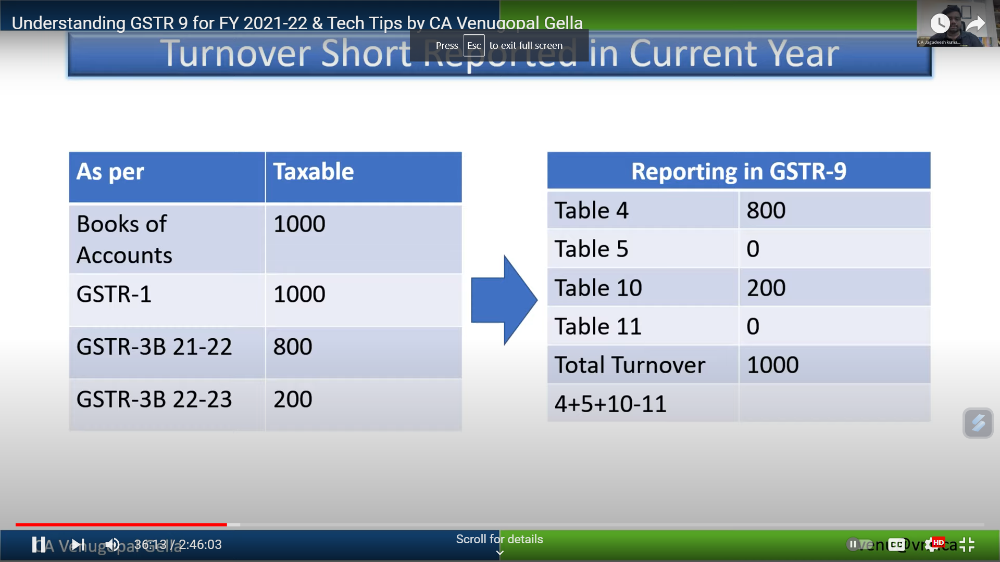 Understanding GSTR 9 for FY 2021-22 & Tech Tips by CA Venugopal Gella
Press Esc to exit full screen
Turnover Short Reported in Current Year
CA Jagadeesh kuma...
As per Taxable
Books of Accounts 1000
GSTR-1 1000
GSTR-3B 21-22 800
GSTR-3B 22-23 200
Reporting in GSTR-9
Table 4 800
Table 5 0
Table 10 200
Table 11 0
Total Turnover 1000
4+5+10-11
CA Venugopal Gella
36:13 / 2:46:03
Scroll for details
CC
HD